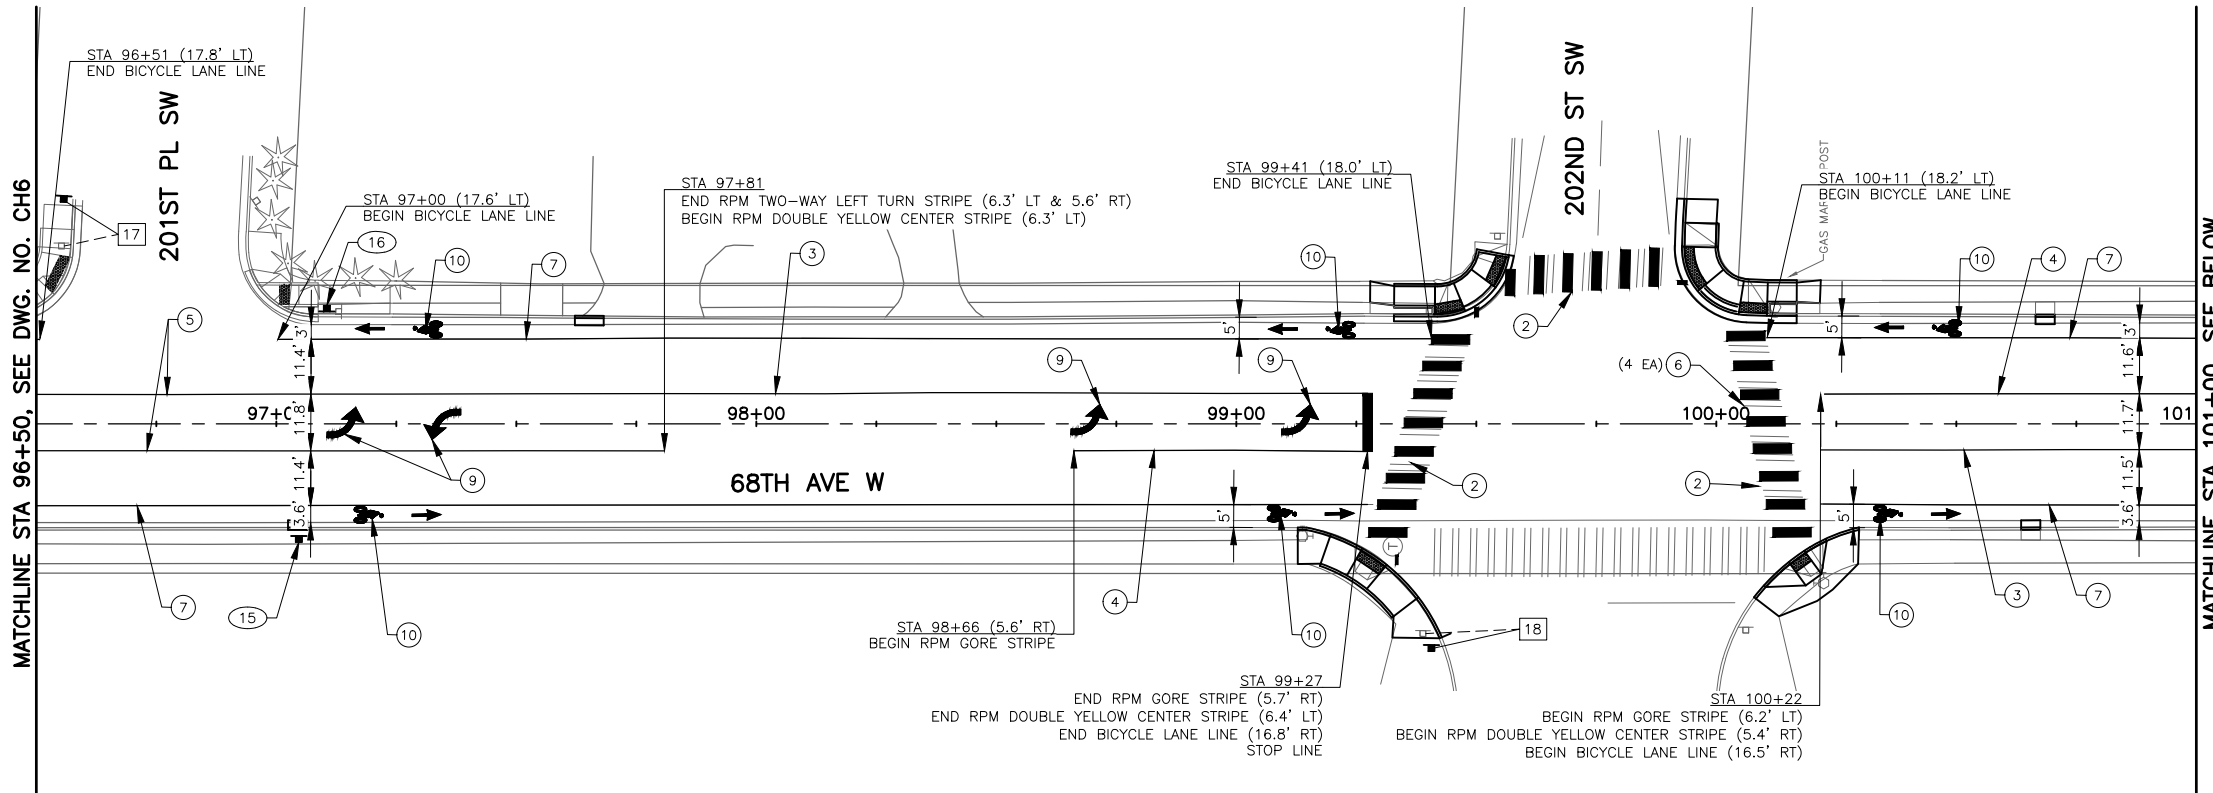 MATCHLINE STA 96+50, SEE DWG. NO. CH6
STA 96+51 (17.8' LT)
END BICYCLE LANE LINE
201ST PL SW
17
STA 97+00 (17.6' LT)
BEGIN BICYCLE LANE LINE
16
10
7
STA 97+81
END RPM TWO-WAY LEFT TURN STRIPE (6.3' LT & 5.6' RT)
BEGIN RPM DOUBLE YELLOW CENTER STRIPE (6.3' LT)
3
STA 99+41 (18.0' LT)
END BICYCLE LANE LINE
10
202ND ST SW
2
GAS POST
STA 100+11 (18.2' LT)
BEGIN BICYCLE LANE LINE
10
4
7
5
3'
11.4'
11.8'
11.4'
3.6'
5'
5'
9
9
9
(4 EA) 6
3'
11.6'
11.7'
11.5'
3.6'
98+00
99+00
100+00
101
68TH AVE W
2
2
5'
5'
7
15
10
4
10
18
10
3
7
STA 98+66 (5.6' RT)
BEGIN RPM GORE STRIPE
T
STA 99+27
END RPM GORE STRIPE (5.7' RT)
END RPM DOUBLE YELLOW CENTER STRIPE (6.4' LT)
END BICYCLE LANE LINE (16.8' RT)
STOP LINE
STA 100+22
BEGIN RPM GORE STRIPE (6.2' LT)
BEGIN RPM DOUBLE YELLOW CENTER STRIPE (5.4' RT)
BEGIN BICYCLE LANE LINE (16.5' RT)
MATCHLINE STA 101+00, SEE BELOW